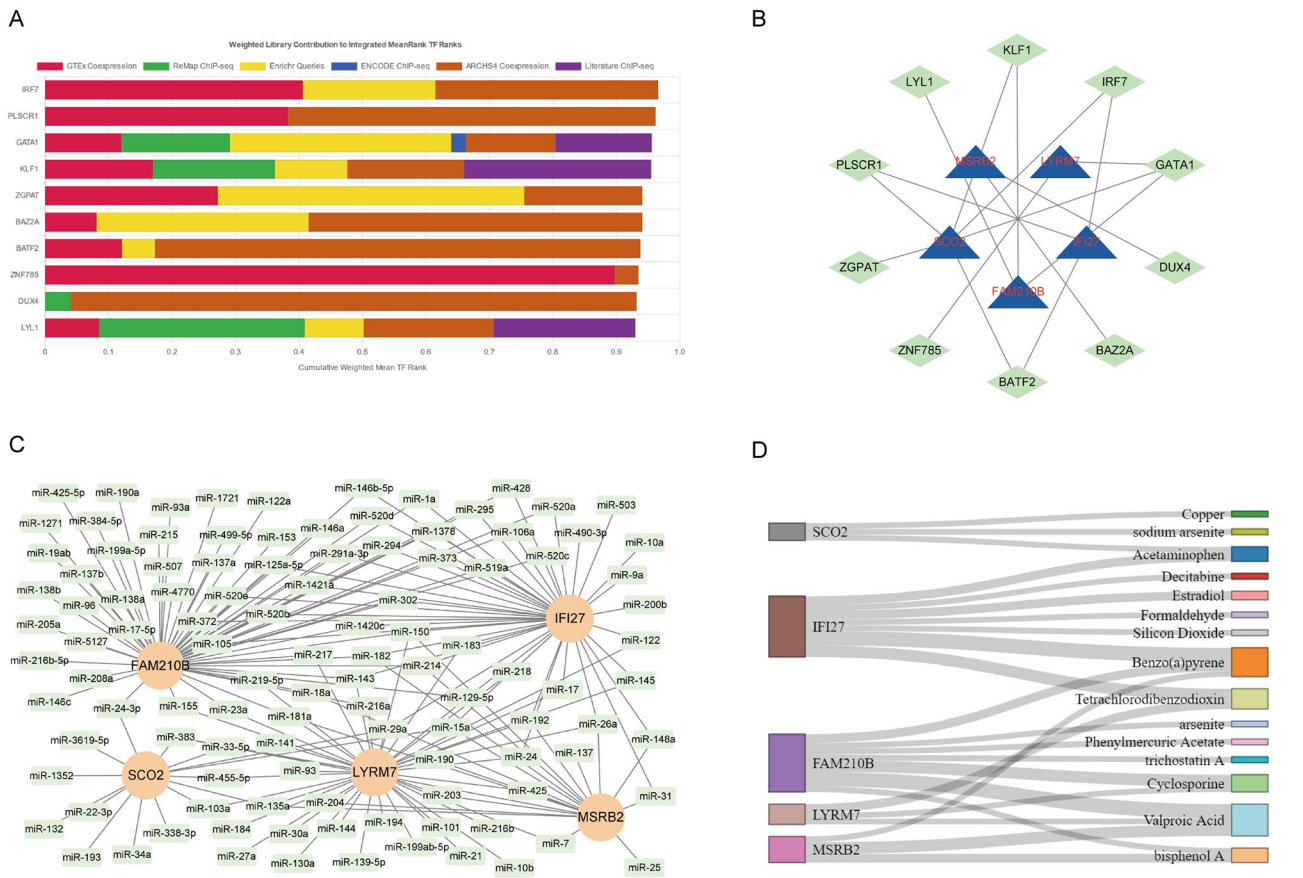 A
Weighted Library Contribution to Integrated MeanRank TF Ranks
GTEx Coexpression ReMap ChIP-seq Enrichr Queries ENCODE ChIP-seq ARCHS4 Coexpression Literature ChIP-seq
IRF7
PLSCR1
GATA1
KLF1
ZGPAT
BAZ2A
BATF2
ZNF785
DUX4
LYL1
0 0.1 0.2 0.3 0.4 0.5 0.6 0.7 0.8 0.9 1.0
Cumulative Weighted Mean TF Rank
B
KLF1
LYL1
IRF7
PLSCR1
MSRB2
LYRM7
GATA1
SCO2
IFI27
ZGPAT
DUX4
FAM210B
ZNF785
BAZ2A
BATF2
C
miR-425-5p
miR-190a
miR-93a
miR-1721
miR-122a
miR-146b-5p
miR-1a
miR-428
miR-295
miR-520a
miR-503
miR-1271
miR-384-5p
miR-215
miR-499-5p
miR-153
miR-146a
miR-520d
miR-1378
miR-106a
miR-490-3p
miR-10a
miR-19ab
miR-199a-5p
miR-507
miR-137a
miR-125a-5p
miR-291a-3p
miR-294
miR-373
miR-519a
miR-520c
miR-9a
miR-137b
miR-138b
miR-138a
miR-4770
miR-520e
miR-1421a
miR-96
miR-302
miR-200b
miR-205a
miR-17-5p
miR-372
miR-520b
miR-1420c
miR-150
IFI27
miR-5127
miR-105
miR-183
miR-122
miR-216b-5p
FAM210B
miR-217
miR-182
miR-214
miR-208a
miR-219-5p
miR-143
miR-218
miR-145
miR-146c
miR-24-3p
miR-155
miR-23a
miR-18a
miR-216a
miR-129-5p
miR-17
miR-181a
miR-192
miR-26a
miR-3619-5p
miR-383
miR-33-5p
miR-141
miR-29a
miR-15a
miR-148a
miR-1352
SCO2
miR-455-5p
miR-93
LYRM7
miR-190
miR-24
miR-137
miR-22-3p
miR-103a
miR-135a
miR-204
miR-203
miR-425
miR-31
miR-132
miR-338-3p
miR-184
miR-30a
miR-144
miR-194
miR-101
miR-216b
MSRB2
miR-193
miR-34a
miR-27a
miR-130a
miR-139-5p
miR-199ab-5p
miR-21
miR-10b
miR-7
miR-25
D
SCO2
IFI27
FAM210B
LYRM7
MSRB2
Copper
sodium arsenite
Acetaminophen
Decitabine
Estradiol
Formaldehyde
Silicon Dioxide
Benzo(a)pyrene
Tetrachlorodibenzodioxin
arsenite
Phenylmercuric Acetate
trichostatin A
Cyclosporine
Valproic Acid
bisphenol A